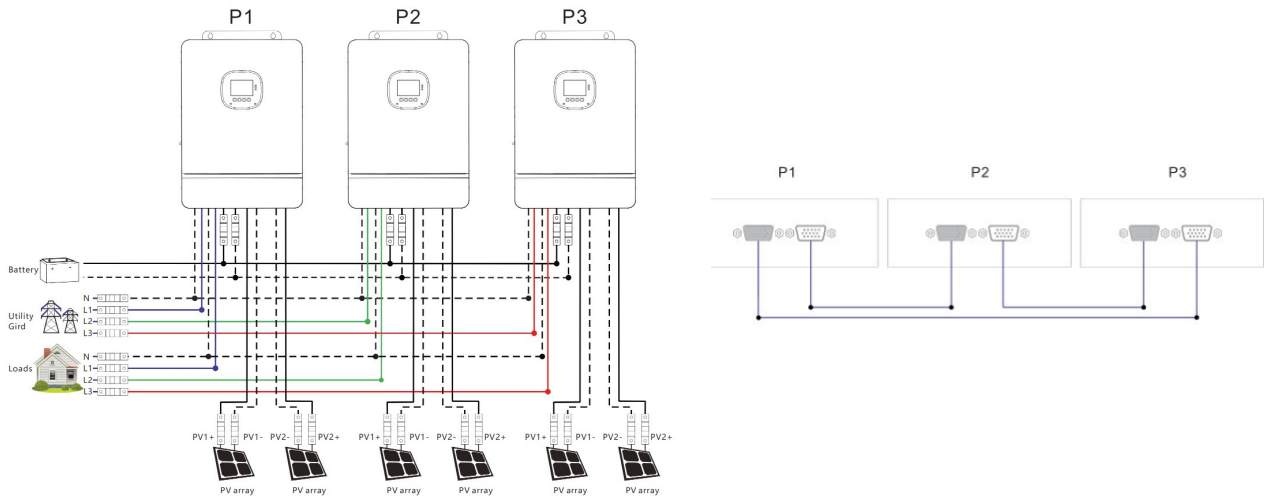 P1 P2 P3
P1 P2 P3
Battery
N
Utility L1
Gird L2
L3
N
Loads L1
L2
L3
PV1+ PV1- PV2- PV2+ PV1+ PV1- PV2- PV2+ PV1+ PV1- PV2- PV2+
PV array PV array PV array PV array PV array PV array